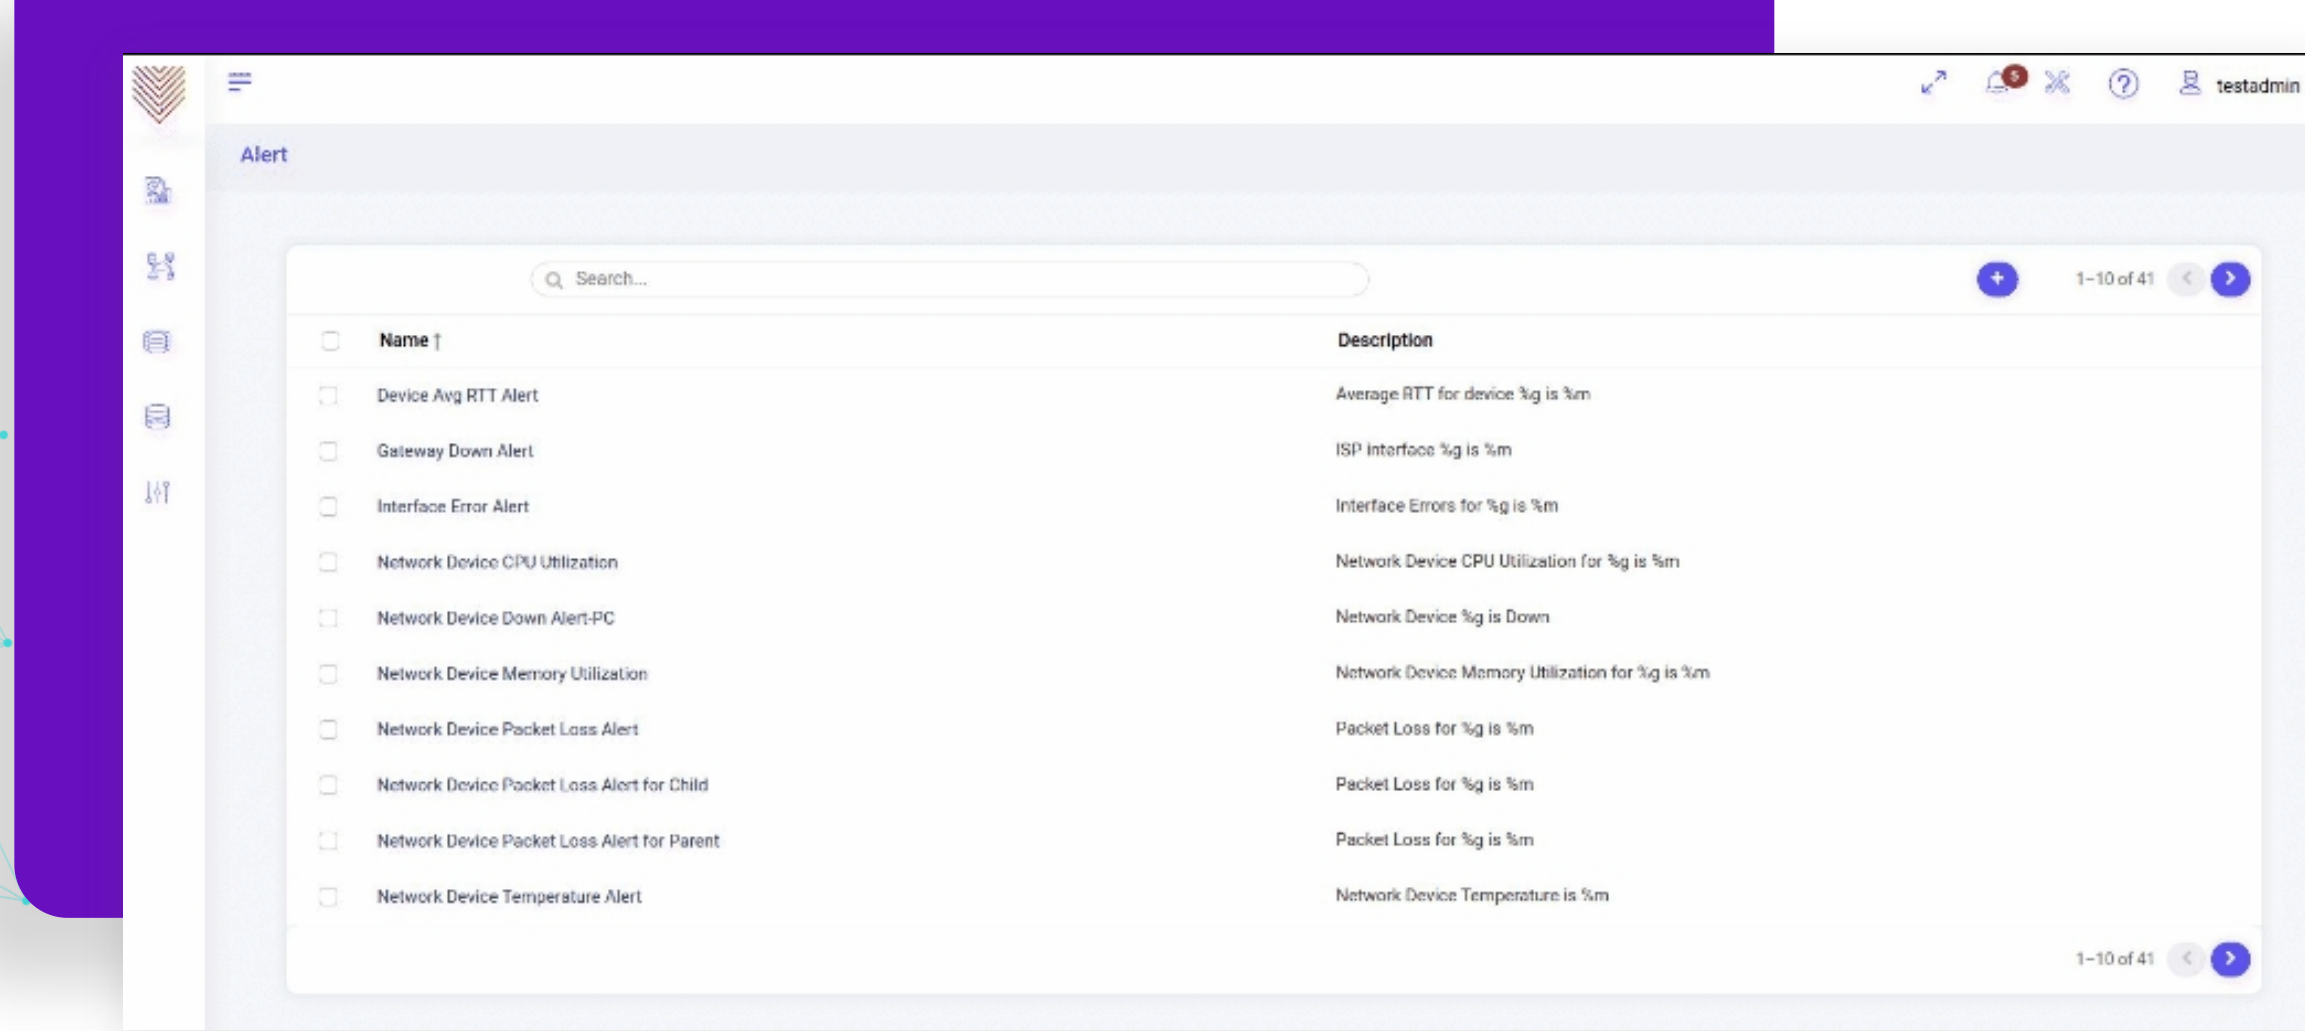 5
testadmin
Alert
Search...
1–10 of 41
Name ↑ Description
Device Avg RTT Alert Average RTT for device %g is %m
Gateway Down Alert ISP interface %g is %m
Interface Error Alert Interface Errors for %g is %m
Network Device CPU Utilization Network Device CPU Utilization for %g is %m
Network Device Down Alert-PC Network Device %g is Down
Network Device Memory Utilization Network Device Memory Utilization for %g is %m
Network Device Packet Loss Alert Packet Loss for %g is %m
Network Device Packet Loss Alert for Child Packet Loss for %g is %m
Network Device Packet Loss Alert for Parent Packet Loss for %g is %m
Network Device Temperature Alert Network Device Temperature is %m
1–10 of 41